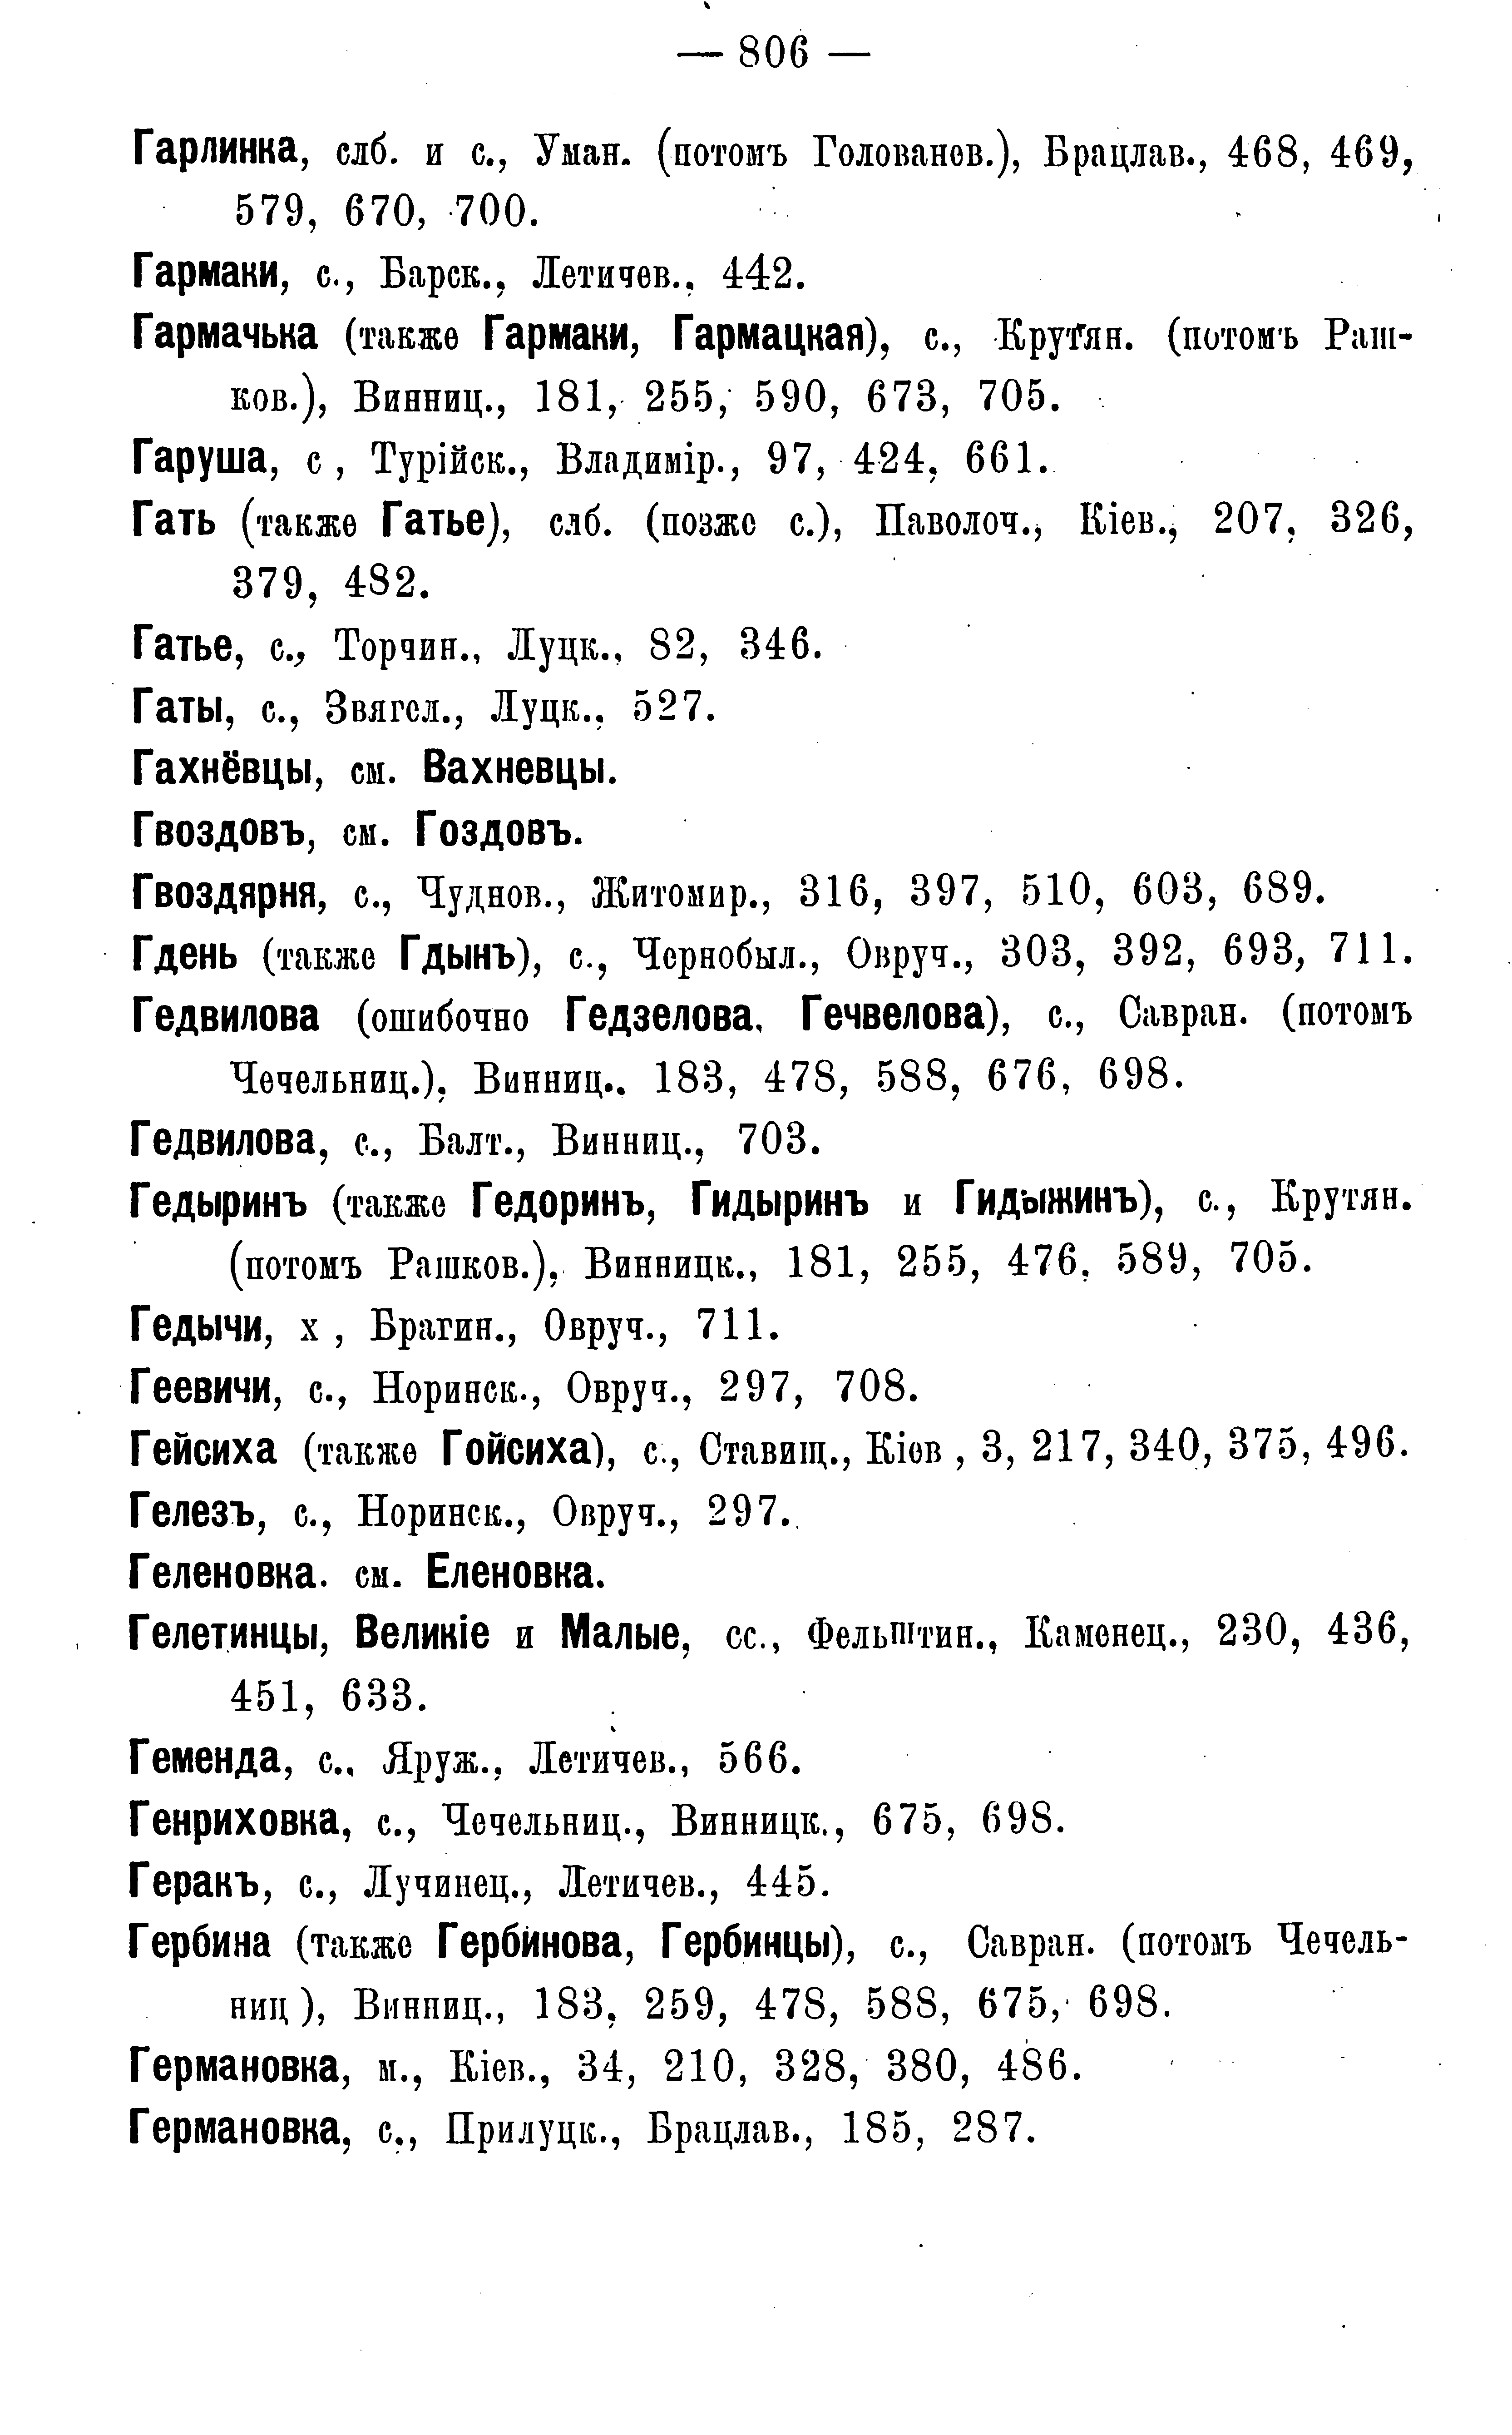 — 806 —
Гарлинка, слб. и с., Уман. (потомъ Голованев.), Брацлав., 468, 469,
579, 670, 700.
Гармаки, с., Барск., Летичев., 442.
Гармачька (также Гармаки, Гармацкая), с., Крутян. (потомъ Раш-
ков.), Винниц., 181, 255, 590, 673, 705.
Гаруша, с , Турійск., Владимір., 97, 424, 661.
Гать (также Гатье), слб. (позже с.), Паволоч., Кіев., 207, 326,
379, 482.
Гатье, с., Торчин., Луцк., 82, 346.
Гаты, с., Звягел., Луцк., 527.
Гахнёвцы, см. Вахневцы.
Гвоздовъ, см. Гоздовъ.
Гвоздярня, с., Чуднов., Житомир., 316, 397, 510, 603, 689.
Гдень (также Гдынъ), с., Чернобыл., Овруч., 303, 392, 693, 711.
Гедвилова (ошибочно Гедзелова, Гечвелова), с., Савран. (потомъ
Чечельниц.), Винниц., 183, 478, 588, 676, 698.
Гедвилова, с., Балт., Винниц., 703.
Гедыринъ (также Гедоринъ, Гидыринъ и Гидыжинъ), с., Крутян.
(потомъ Рашков.), Винницк., 181, 255, 476, 589, 705.
Гедычи, х , Брагин., Овруч., 711.
Геевичи, с., Норинск., Овруч., 297, 708.
Гейсиха (также Гойсиха), с., Ставищ., Кіев , 3, 217, 340, 375, 496.
Гелезъ, с., Норинск., Овруч., 297.
Геленовка. см. Еленовка.
Гелетинцы, Великіе и Малые, сс., Фельштин., Каменец., 230, 436,
451, 633.
Геменда, с., Яруж., Летичев., 566.
Генриховка, с., Чечельниц., Винницк., 675, 698.
Геракъ, с., Лучинец., Летичев., 445.
Гербина (также Гербинова, Гербинцы), с., Савран. (потомъ Чечель-
ниц ), Винниц., 183, 259, 478, 588, 675, 698.
Германовка, м., Кіев., 34, 210, 328, 380, 486.
Германовка, с., Прилуцк., Брацлав., 185, 287.